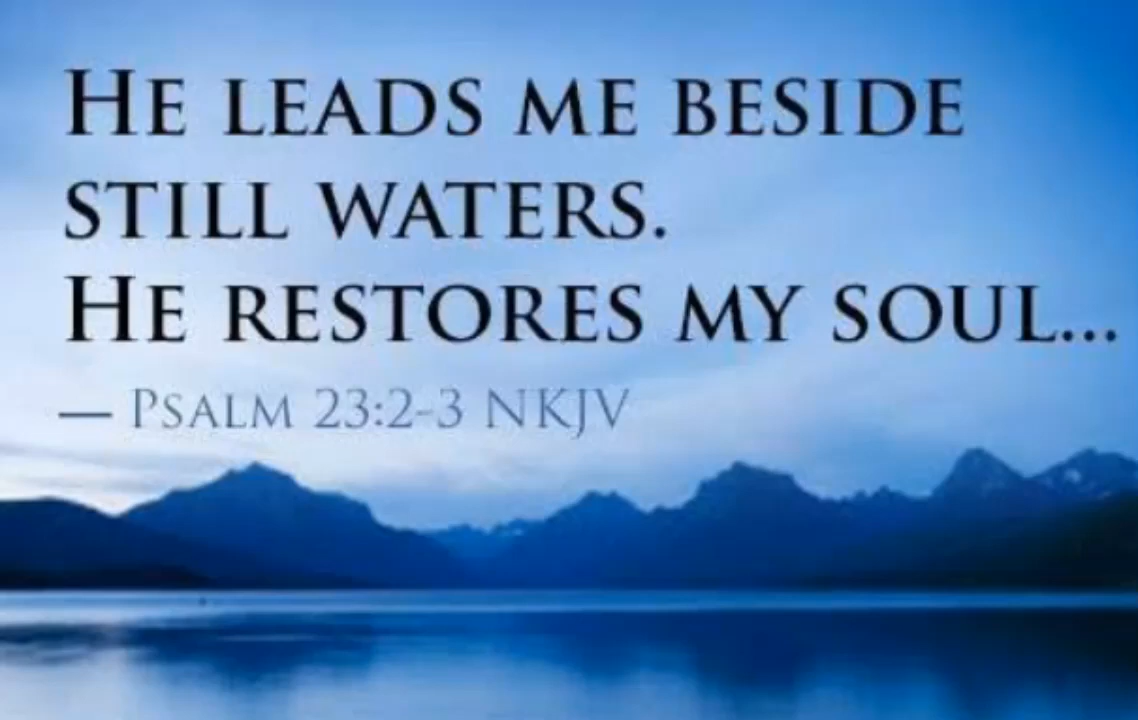 He leads me beside
still waters.
He restores my soul...
— Psalm 23:2-3 NKJV